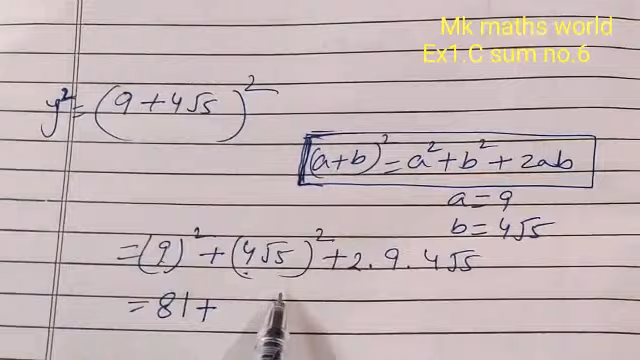 Mk maths world
Ex1.C sum no.6
y² = (9 + 4√5)²
(a+b)² = a² + b² + 2ab
a = 9
b = 4√5
= (9)² + (4√5)² + 2 . 9 . 4√5
= 81 +